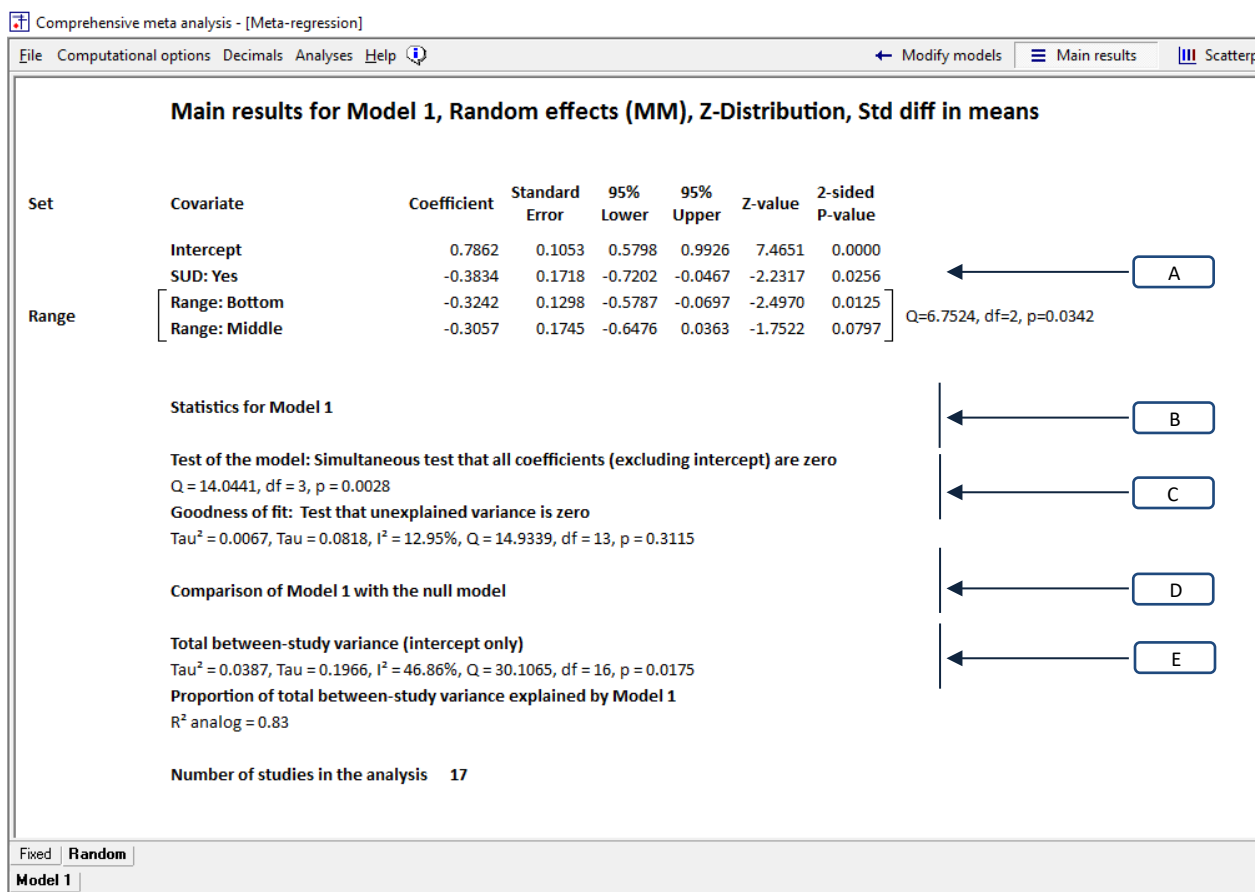 Comprehensive meta analysis - [Meta-regression]
File Computational options Decimals Analyses Help Modify models Main results Scatterp
Main results for Model 1, Random effects (MM), Z-Distribution, Std diff in means
Set Covariate Coefficient Standard Error 95% Lower 95% Upper Z-value 2-sided P-value
Intercept 0.7862 0.1053 0.5798 0.9926 7.4651 0.0000
SUD: Yes -0.3834 0.1718 -0.7202 -0.0467 -2.2317 0.0256 A
Range: Bottom -0.3242 0.1298 -0.5787 -0.0697 -2.4970 0.0125
Range Q=6.7524, df=2, p=0.0342
Range: Middle -0.3057 0.1745 -0.6476 0.0363 -1.7522 0.0797
Statistics for Model 1 B
Test of the model: Simultaneous test that all coefficients (excluding intercept) are zero
Q = 14.0441, df = 3, p = 0.0028 C
Goodness of fit: Test that unexplained variance is zero
Tau² = 0.0067, Tau = 0.0818, I² = 12.95%, Q = 14.9339, df = 13, p = 0.3115
Comparison of Model 1 with the null model D
Total between-study variance (intercept only)
Tau² = 0.0387, Tau = 0.1966, I² = 46.86%, Q = 30.1065, df = 16, p = 0.0175 E
Proportion of total between-study variance explained by Model 1
R² analog = 0.83
Number of studies in the analysis 17
Fixed Random
Model 1